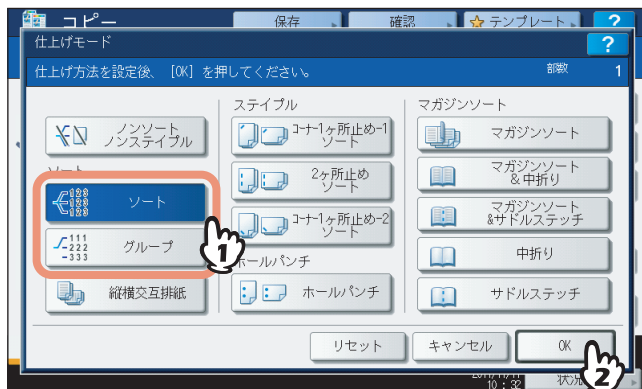 コピー
保存
確認
テンプレート
?
仕上げモード
?
仕上げ方法を設定後、[OK] を押してください。
部数 1
ノンソート
ノンステイプル
ソート
123
123
123
ソート
111
222
333
グループ
縦横交互排紙
1
ステイプル
コーナー1ヶ所止め-1
ソート
2ヶ所止め
ソート
コーナー1ヶ所止め-2
ソート
ホールパンチ
ホールパンチ
マガジンソート
マガジンソート
マガジンソート
&中折り
マガジンソート
&サドルステッチ
中折り
サドルステッチ
リセット
キャンセル
OK
2
10:32
状況